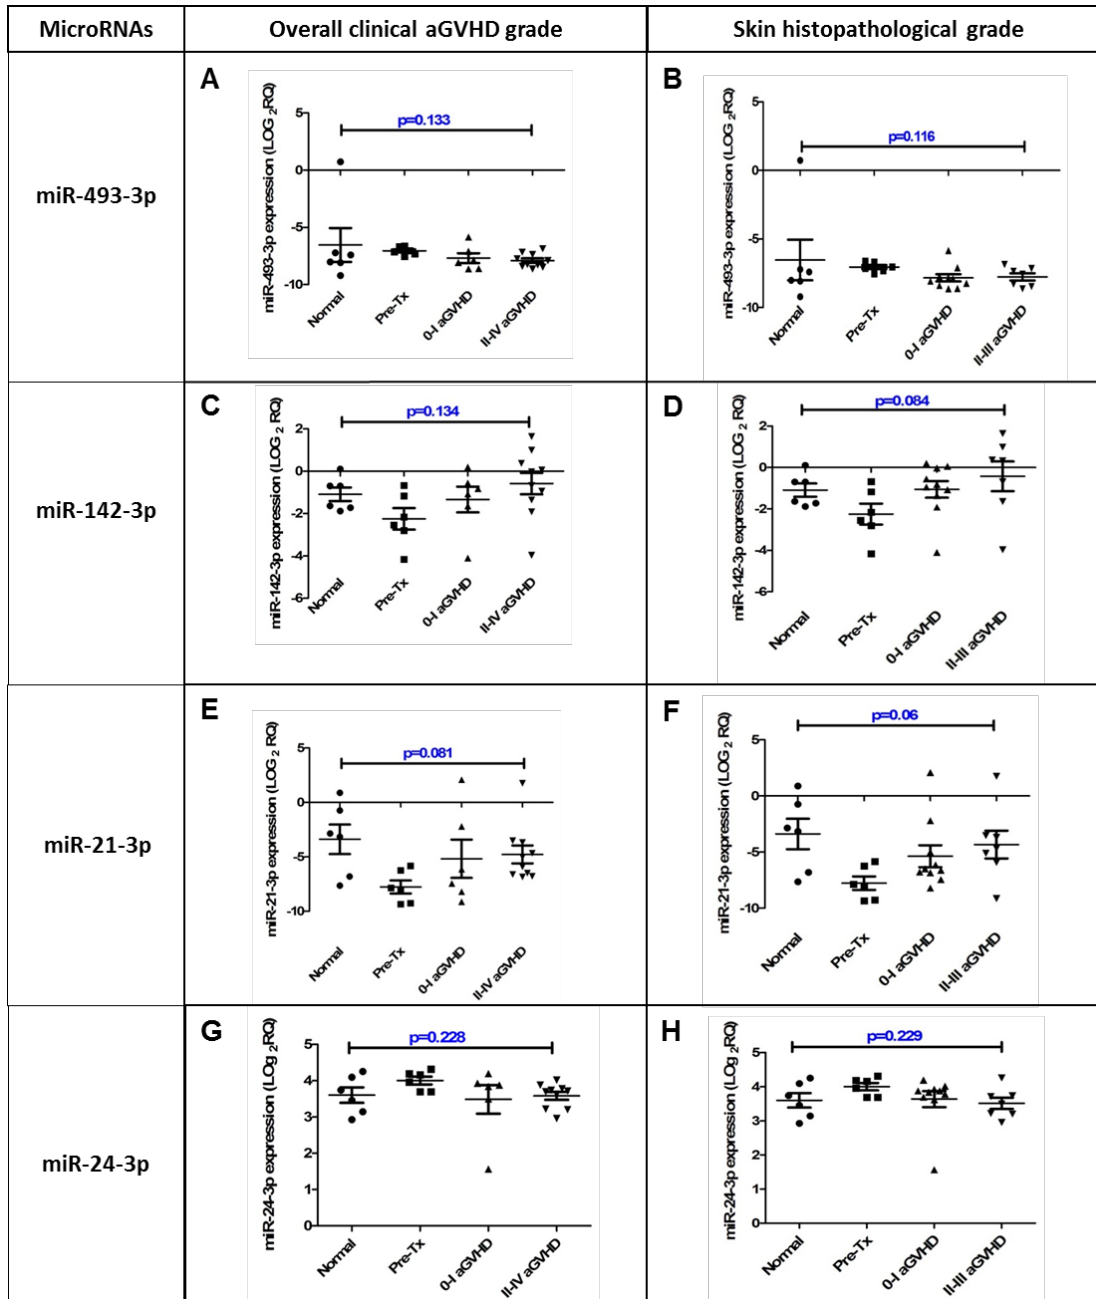 MicroRNAs
Overall clinical aGVHD grade
Skin histopathological grade
miR-493-3p
A
miR-493-3p expression (LOG 2RQ)
p=0.133
5
0
-5
-10
Normal
Pre-Tx
0-I aGVHD
II-IV aGVHD
B
miR-493-3p expression (LOG 2RQ)
p=0.116
5
0
-5
-10
Normal
Pre-Tx
0-I aGVHD
II-III aGVHD
miR-142-3p
C
miR-142-3p expression (LOG 2 RQ)
p=0.134
2
0
-2
-4
-6
Normal
Pre-Tx
0-I aGVHD
II-IV aGVHD
D
miR-142-3p expression (LOG 2 RQ)
p=0.084
2
0
-2
-4
-6
Normal
Pre-Tx
0-I aGVHD
II-III aGVHD
miR-21-3p
E
miR-21-3p expression (LOG 2 RQ)
p=0.081
5
0
-5
-10
Normal
Pre-Tx
0-I aGVHD
II-IV aGVHD
F
miR-21-3p expression (LOG 2 RQ)
p=0.06
5
0
-5
-10
Normal
Pre-Tx
0-I aGVHD
II-III aGVHD
miR-24-3p
G
miR-24-3p expression (LOg 2RQ)
p=0.228
5
4
3
2
1
0
Normal
Pre-Tx
0-I aGVHD
II-IV aGVHD
H
miR-24-3p expression (LOg 2RQ)
p=0.229
5
4
3
2
1
0
Normal
Pre-Tx
0-I aGVHD
II-III aGVHD